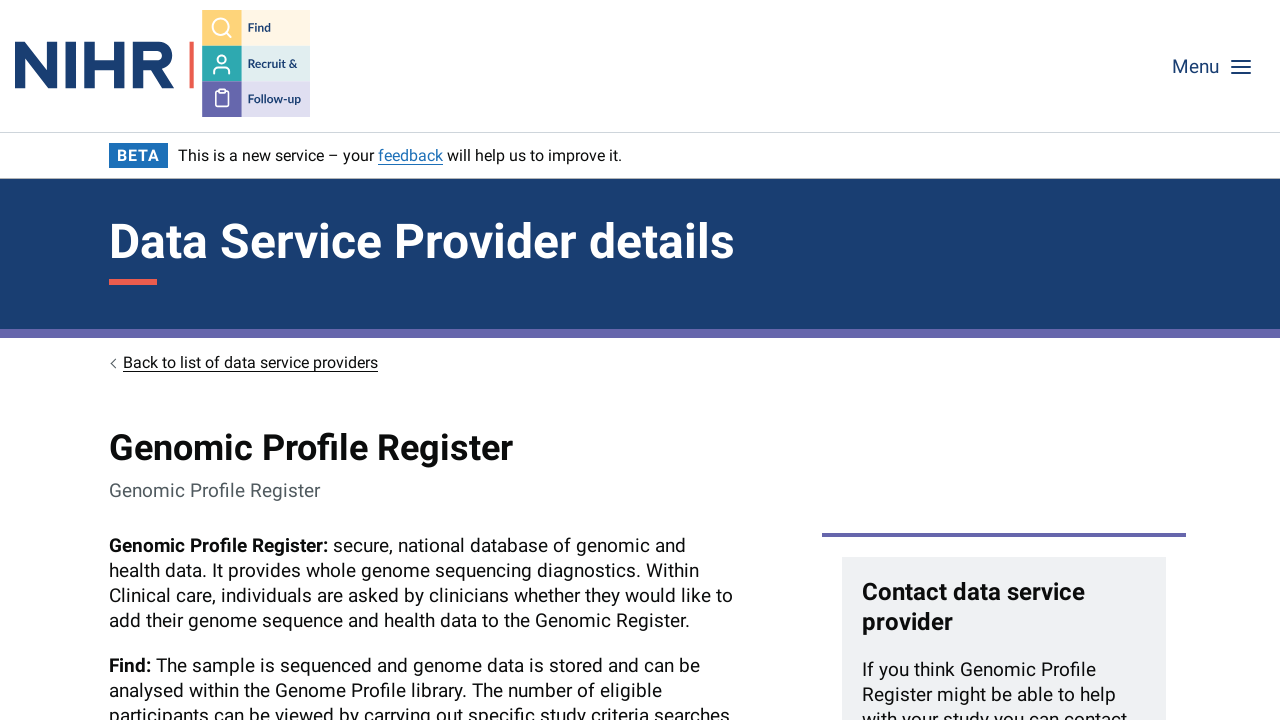 NIHR
Find
Recruit &
Follow-up
Menu
BETA This is a new service – your feedback will help us to improve it.
Data Service Provider details
Back to list of data service providers
Genomic Profile Register
Genomic Profile Register
Genomic Profile Register: secure, national database of genomic and
health data. It provides whole genome sequencing diagnostics. Within
Clinical care, individuals are asked by clinicians whether they would like to
add their genome sequence and health data to the Genomic Register.
Find: The sample is sequenced and genome data is stored and can be
analysed within the Genome Profile library. The number of eligible
participants can be viewed by carrying out specific study criteria searches
Contact data service
provider
If you think Genomic Profile
Register might be able to help
with your study you can contact